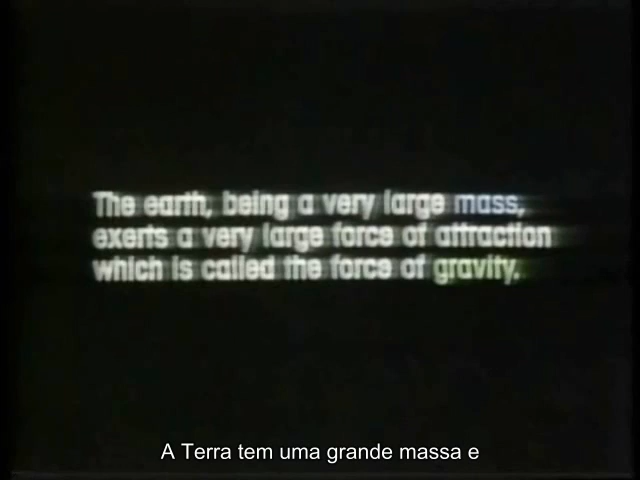 The earth, being a very large mass,
exerts a very large force of attraction
which is called the force of gravity.
A Terra tem uma grande massa e